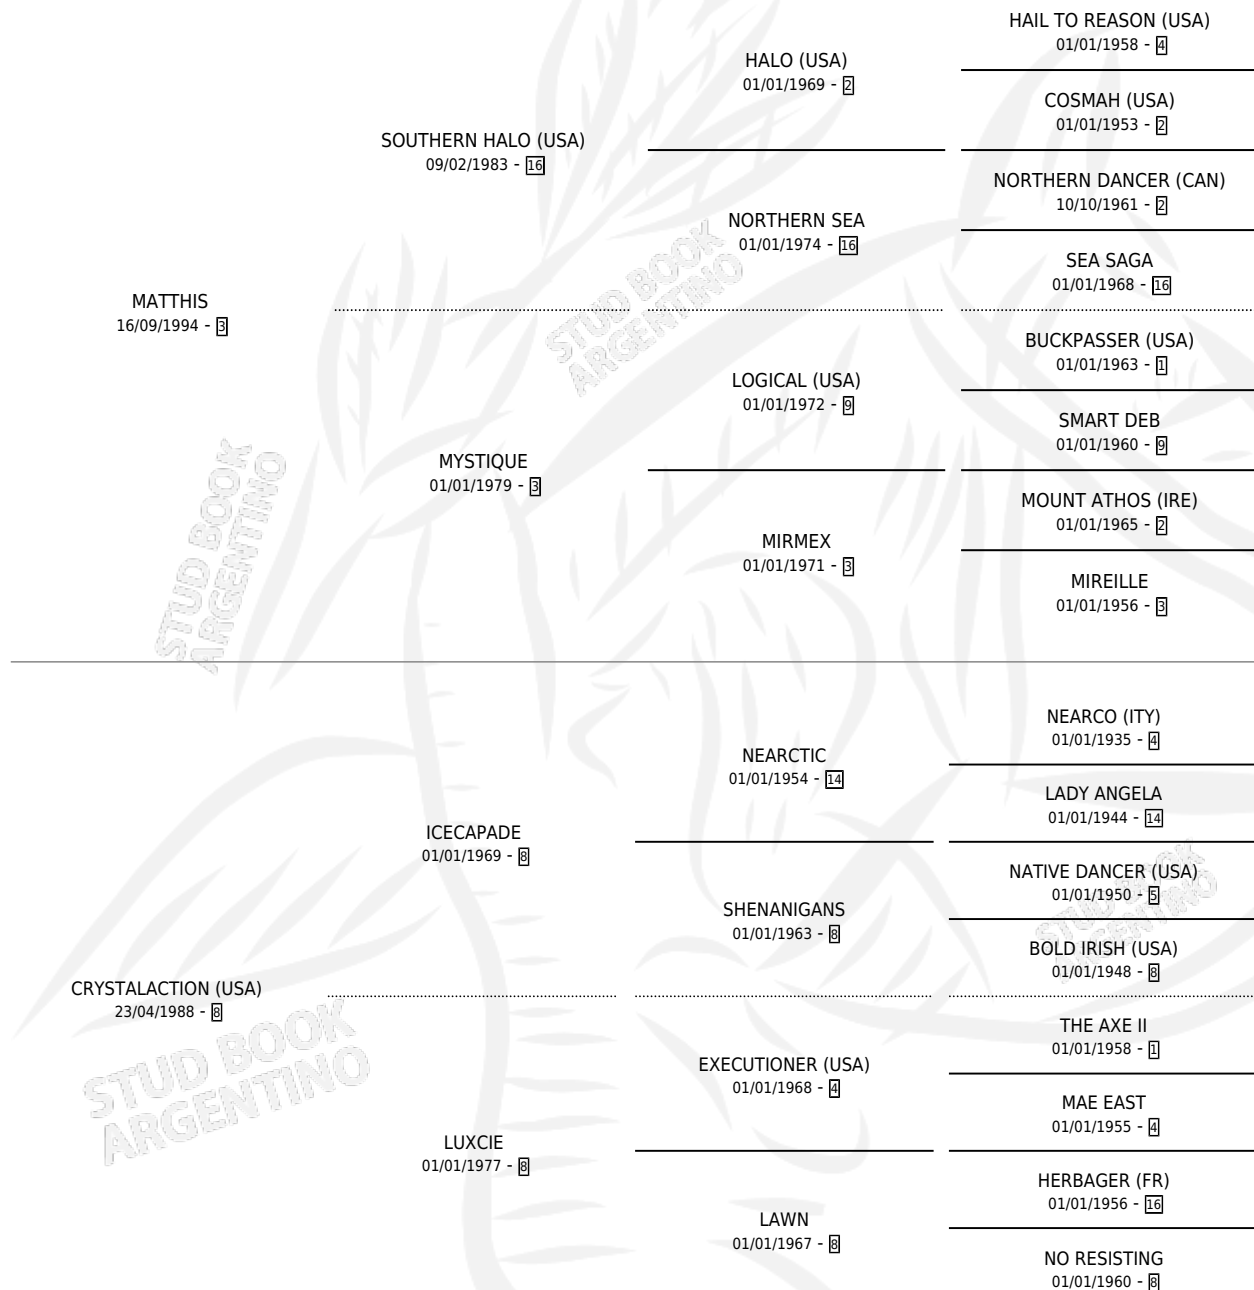 HAIL TO REASON (USA)
01/01/1958 - 4
HALO (USA)
01/01/1969 - 2
COSMAH (USA)
01/01/1953 - 2
SOUTHERN HALO (USA)
09/02/1983 - 16
NORTHERN DANCER (CAN)
10/10/1961 - 2
NORTHERN SEA
01/01/1974 - 16
SEA SAGA
01/01/1968 - 16
MATTHIS
16/09/1994 - 3
STUD BOOK
ARGENTINO
BUCKPASSER (USA)
01/01/1963 - 1
LOGICAL (USA)
01/01/1972 - 9
SMART DEB
01/01/1960 - 9
MYSTIQUE
01/01/1979 - 3
MOUNT ATHOS (IRE)
01/01/1965 - 2
MIRMEX
01/01/1971 - 3
MIREILLE
01/01/1956 - 3
STUD BOOK
ARGENTINO
NEARCO (ITY)
01/01/1935 - 4
NEARCTIC
01/01/1954 - 14
LADY ANGELA
01/01/1944 - 14
ICECAPADE
01/01/1969 - 8
NATIVE DANCER (USA)
01/01/1950 - 5
SHENANIGANS
01/01/1963 - 8
STUD BOOK
ARGENTINO
BOLD IRISH (USA)
01/01/1948 - 8
CRYSTALACTION (USA)
23/04/1988 - 8
THE AXE II
01/01/1958 - 1
EXECUTIONER (USA)
01/01/1968 - 4
STUD BOOK
ARGENTINO
MAE EAST
01/01/1955 - 4
LUXCIE
01/01/1977 - 8
HERBAGER (FR)
01/01/1956 - 16
LAWN
01/01/1967 - 8
NO RESISTING
01/01/1960 - 8